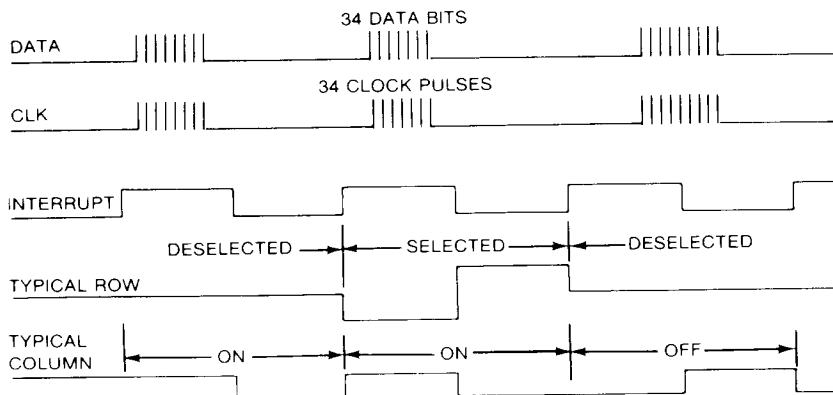 34 DATA BITS
DATA
34 CLOCK PULSES
CLK
INTERRUPT
DESELECTED SELECTED DESELECTED
TYPICAL ROW
TYPICAL
COLUMN
ON ON OFF